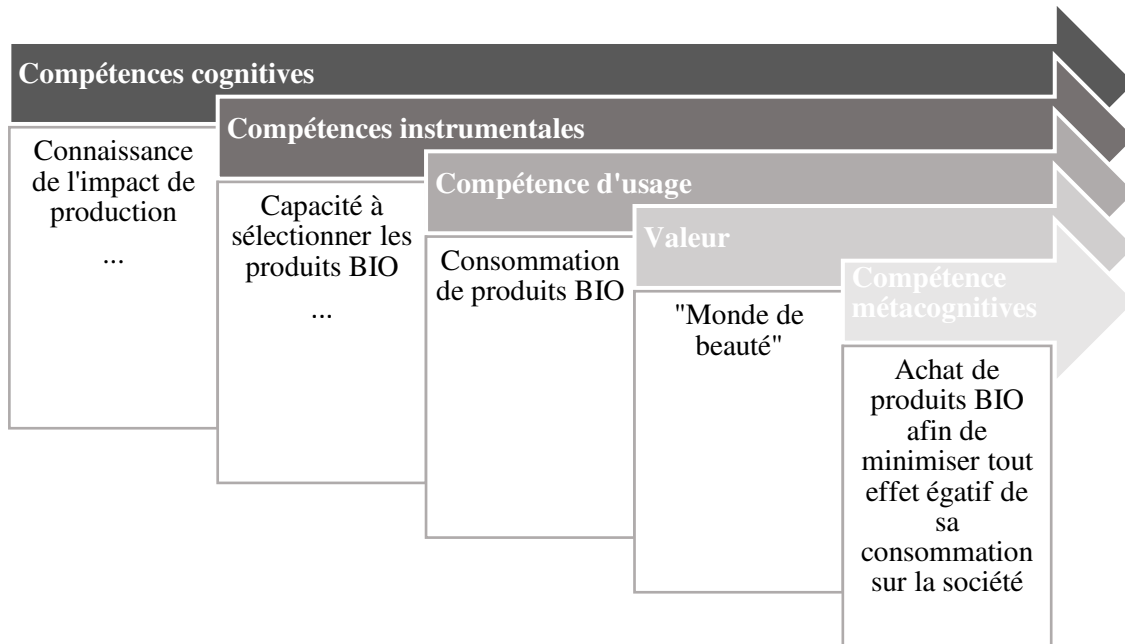 Compétences cognitives
Connaissance
de l'impact de
production
...
Compétences instrumentales
Capacité à
sélectionner les
produits BIO
...
Compétence d'usage
Consommation
de produits BIO
Valeur
"Monde de
beauté"
Compétence
métacognitives
Achat de
produits BIO
afin de
minimiser tout
effet égatif de
sa
consommation
sur la société